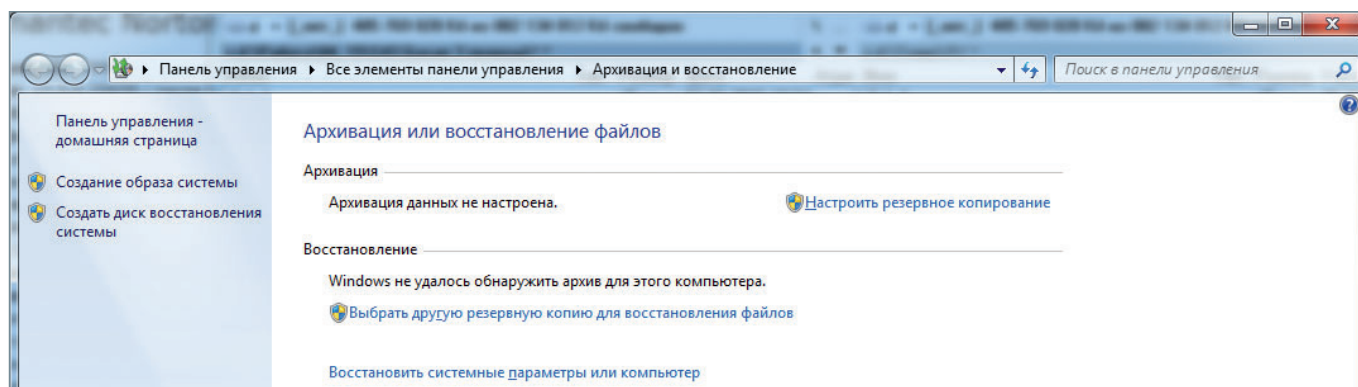 Панель управления ▸ Все элементы панели управления ▸ Архивация и восстановление
Поиск в панели управления
Панель управления -
домашняя страница
Создание образа системы
Создать диск восстановления
системы
Архивация или восстановление файлов
Архивация
Архивация данных не настроена.
Настроить резервное копирование
Восстановление
Windows не удалось обнаружить архив для этого компьютера.
Выбрать другую резервную копию для восстановления файлов
Восстановить системные параметры или компьютер